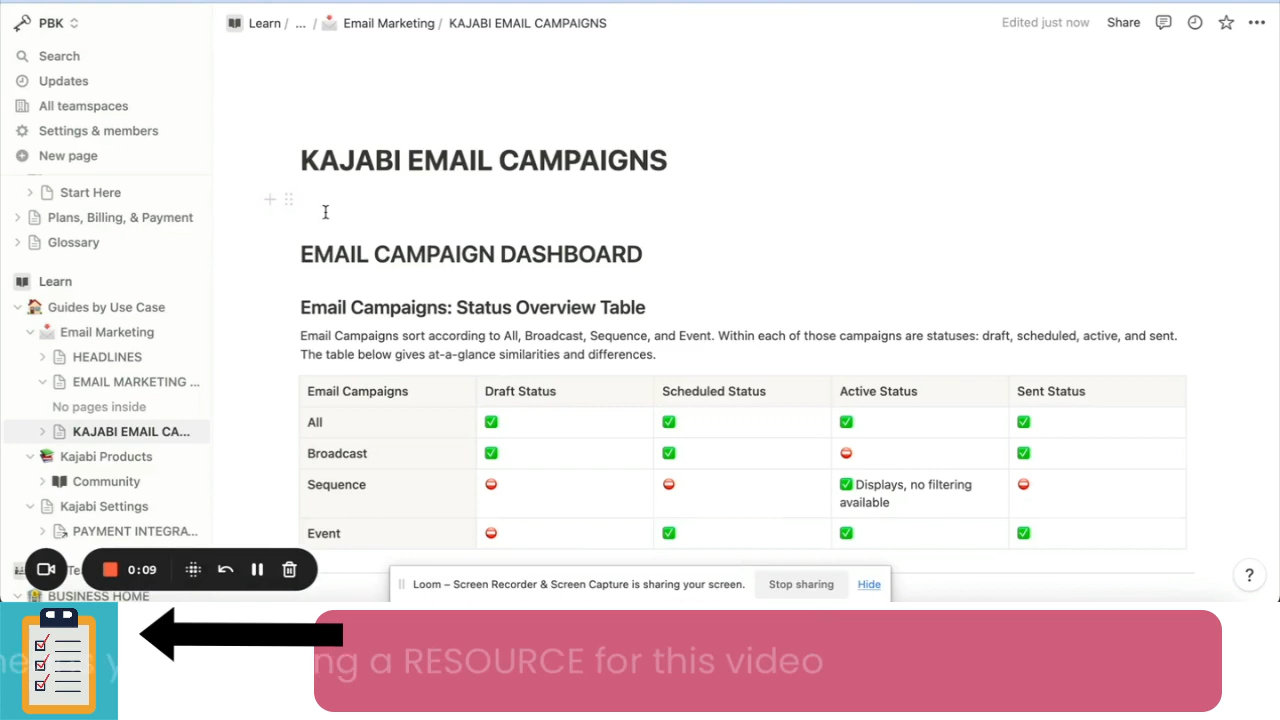 PBK
Learn / ... / Email Marketing / KAJABI EMAIL CAMPAIGNS
Edited just now
Share
Search
Updates
All teamspaces
Settings & members
New page
Start Here
Plans, Billing, & Payment
Glossary
Learn
Guides by Use Case
Email Marketing
HEADLINES
EMAIL MARKETING ...
No pages inside
KAJABI EMAIL CA...
Kajabi Products
Community
Kajabi Settings
PAYMENT INTEGRA...
BUSINESS HOME
KAJABI EMAIL CAMPAIGNS
EMAIL CAMPAIGN DASHBOARD
Email Campaigns: Status Overview Table
Email Campaigns sort according to All, Broadcast, Sequence, and Event. Within each of those campaigns are statuses: draft, scheduled, active, and sent.
The table below gives at-a-glance similarities and differences.
Email Campaigns Draft Status Scheduled Status Active Status Sent Status
All ✅ ✅ ✅ ✅
Broadcast ✅ ✅ ⛔ ✅
Sequence ⛔ ⛔ ✅ Displays, no filtering ⛔
available
Event ⛔ ✅ ✅ ✅
0:09
Loom – Screen Recorder & Screen Capture is sharing your screen.
Stop sharing
Hide
?
ng a RESOURCE for this video